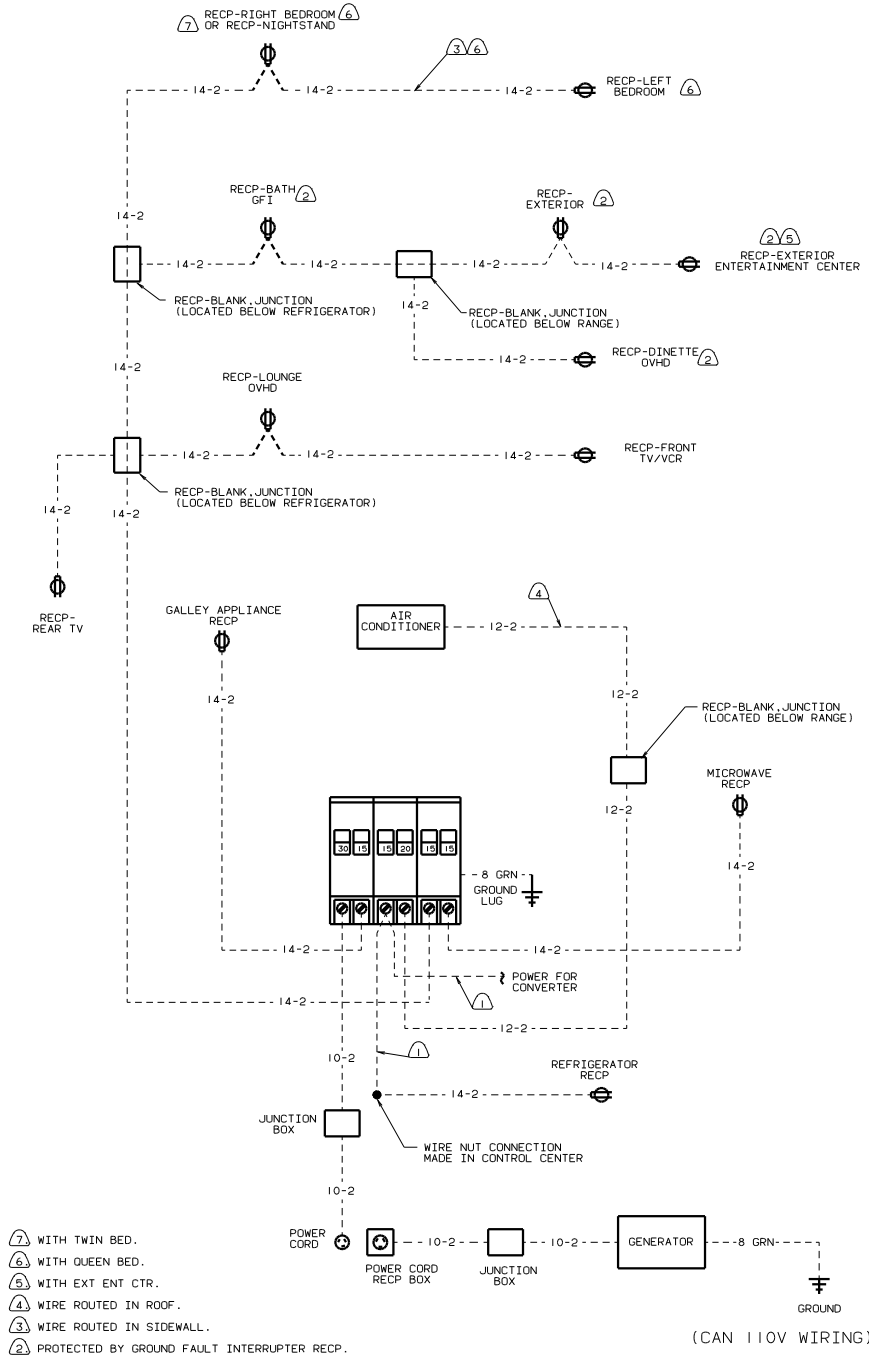 RECP-RIGHT BEDROOM 6
7 OR RECP-NIGHTSTAND
3 6
14-2
14-2
14-2
RECP-LEFT
BEDROOM 6
RECP-BATH
GFI 2
RECP-
EXTERIOR 2
14-2
2 5
RECP-EXTERIOR
ENTERTAINMENT CENTER
14-2
14-2
14-2
14-2
RECP-BLANK,JUNCTION
(LOCATED BELOW REFRIGERATOR)
14-2
RECP-BLANK,JUNCTION
(LOCATED BELOW RANGE)
14-2
RECP-DINETTE
OVHD 2
14-2
RECP-LOUNGE
OVHD
14-2
14-2
14-2
RECP-FRONT
TV/VCR
RECP-BLANK,JUNCTION
(LOCATED BELOW REFRIGERATOR)
14-2
14-2
RECP-
REAR TV
GALLEY APPLIANCE
RECP
4
AIR
CONDITIONER
12-2
14-2
12-2
RECP-BLANK,JUNCTION
(LOCATED BELOW RANGE)
MICROWAVE
RECP
12-2
30 15 15 20 15 15
14-2
8 GRN
GROUND
LUG
14-2
14-2
POWER FOR
CONVERTER
14-2
1
12-2
1
10-2
REFRIGERATOR
RECP
14-2
JUNCTION
BOX
WIRE NUT CONNECTION
MADE IN CONTROL CENTER
10-2
POWER
CORD
10-2
10-2
GENERATOR
8 GRN
POWER CORD
RECP BOX
JUNCTION
BOX
GROUND
7. WITH TWIN BED.
6. WITH QUEEN BED.
5. WITH EXT ENT CTR.
4. WIRE ROUTED IN ROOF.
3. WIRE ROUTED IN SIDEWALL.
2. PROTECTED BY GROUND FAULT INTERRUPTER RECP.
(CAN 110V WIRING)